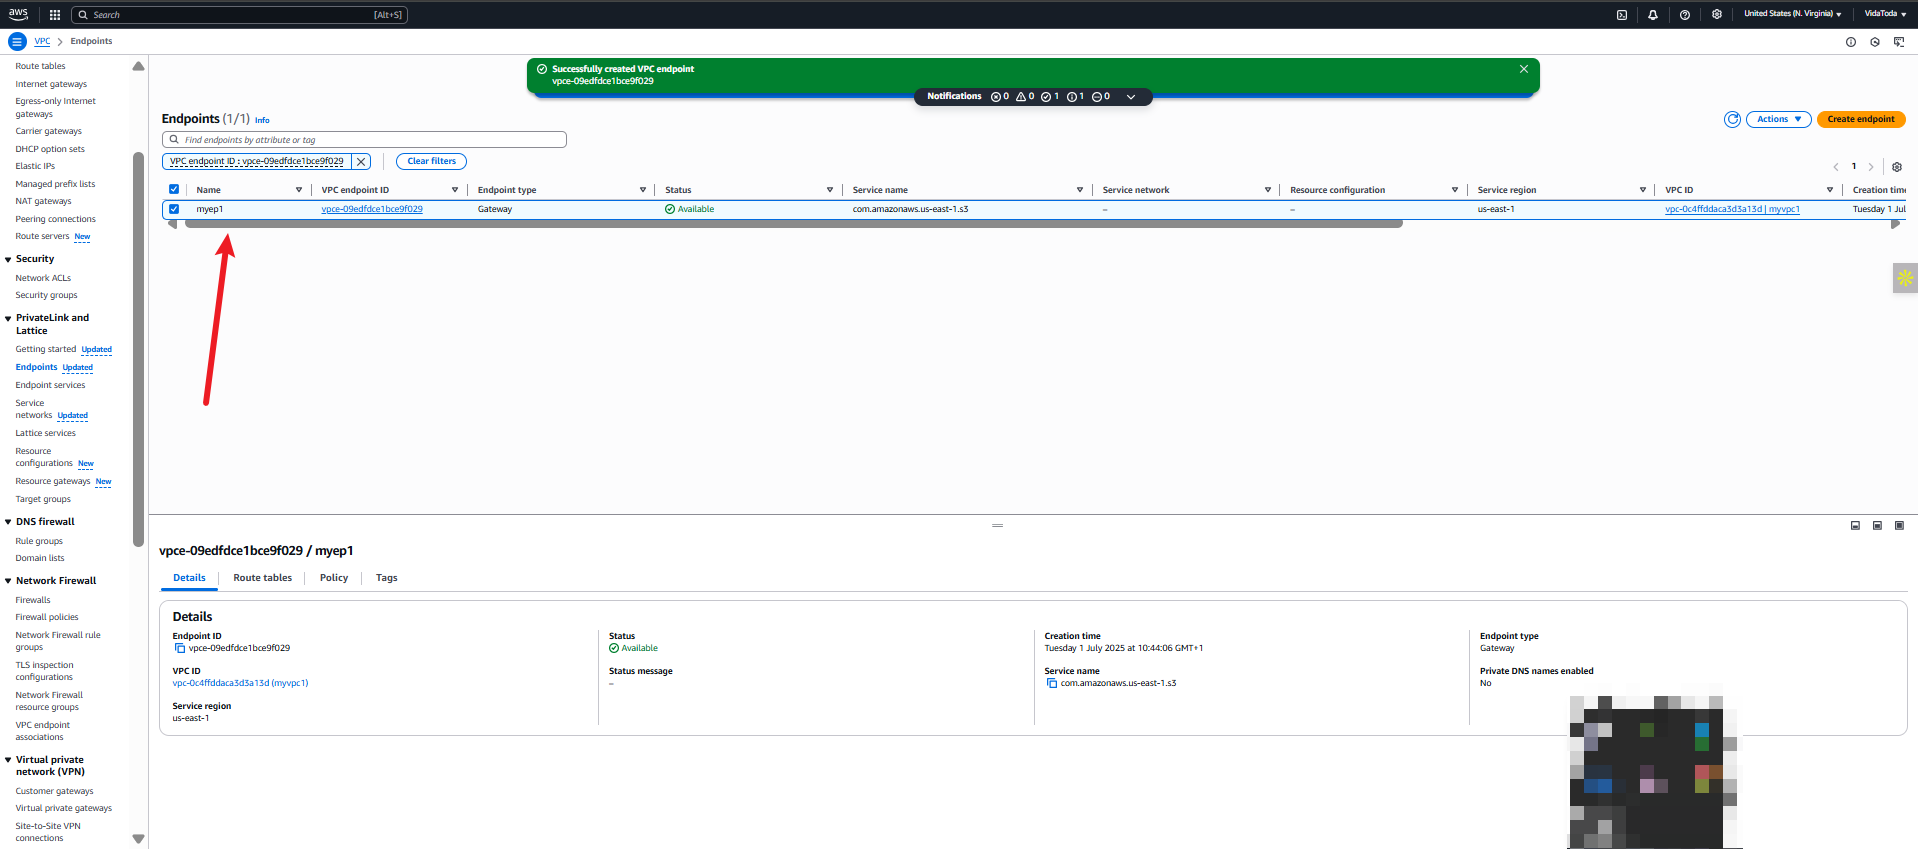 aws
Search [Alt+S]
United States (N. Virginia)
VidaToda
VPC
Endpoints
Route tables
Internet gateways
Egress-only Internet
gateways
Carrier gateways
DHCP option sets
Elastic IPs
Managed prefix lists
NAT gateways
Peering connections
Route servers New
Security
Network ACLs
Security groups
PrivateLink and
Lattice
Getting started Updated
Endpoints Updated
Endpoint services
Service
networks Updated
Lattice services
Resource
configurations New
Resource gateways New
Target groups
DNS firewall
Rule groups
Domain lists
Network Firewall
Firewalls
Firewall policies
Network Firewall rule
groups
TLS inspection
configurations
Network Firewall
resource groups
VPC endpoint
associations
Virtual private
network (VPN)
Customer gateways
Virtual private gateways
Site-to-Site VPN
connections
Successfully created VPC endpoint
vpce-09edfdce1bce9f029
Notifications 0 0 1 1 0
Endpoints (1/1) Info
Actions
Create endpoint
Find endpoints by attribute or tag
VPC endpoint ID : vpce-09edfdce1bce9f029
Clear filters
1
Name VPC endpoint ID Endpoint type Status Service name Service network Resource configuration Service region VPC ID Creation time
myep1 vpce-09edfdce1bce9f029 Gateway Available com.amazonaws.us-east-1.s3 – – us-east-1 vpc-0c4ffddaca3d3a13d | myvpc1 Tuesday 1 Jul
vpce-09edfdce1bce9f029 / myep1
Details Route tables Policy Tags
Details
Endpoint ID
vpce-09edfdce1bce9f029
VPC ID
vpc-0c4ffddaca3d3a13d (myvpc1)
Service region
us-east-1
Status
Available
Status message
–
Creation time
Tuesday 1 July 2025 at 10:44:06 GMT+1
Service name
com.amazonaws.us-east-1.s3
Endpoint type
Gateway
Private DNS names enabled
No